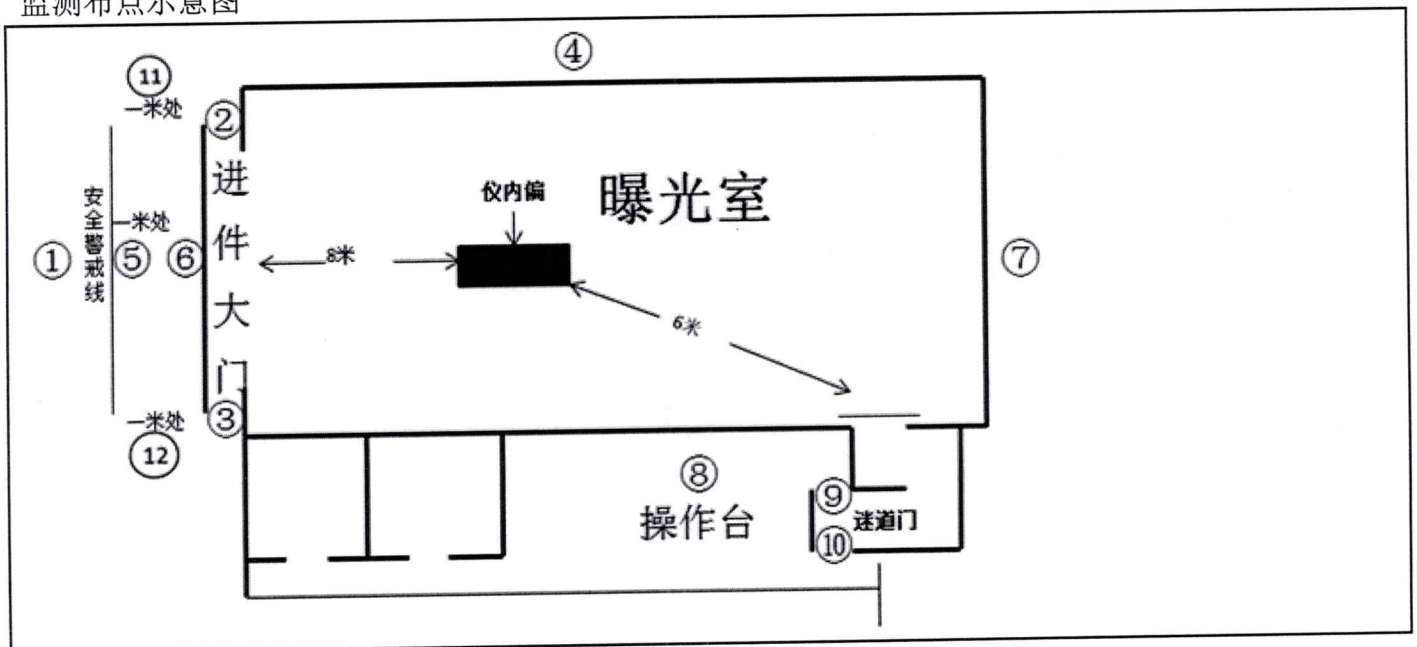 监测布点示意图
④
11
一米处
②
进件大门
仪内偏
曝光室
安全警戒线
一米处
①
⑤
⑥
8米
⑦
6米
③
一米处
12
⑧
操作台
⑨
迷道门
⑩